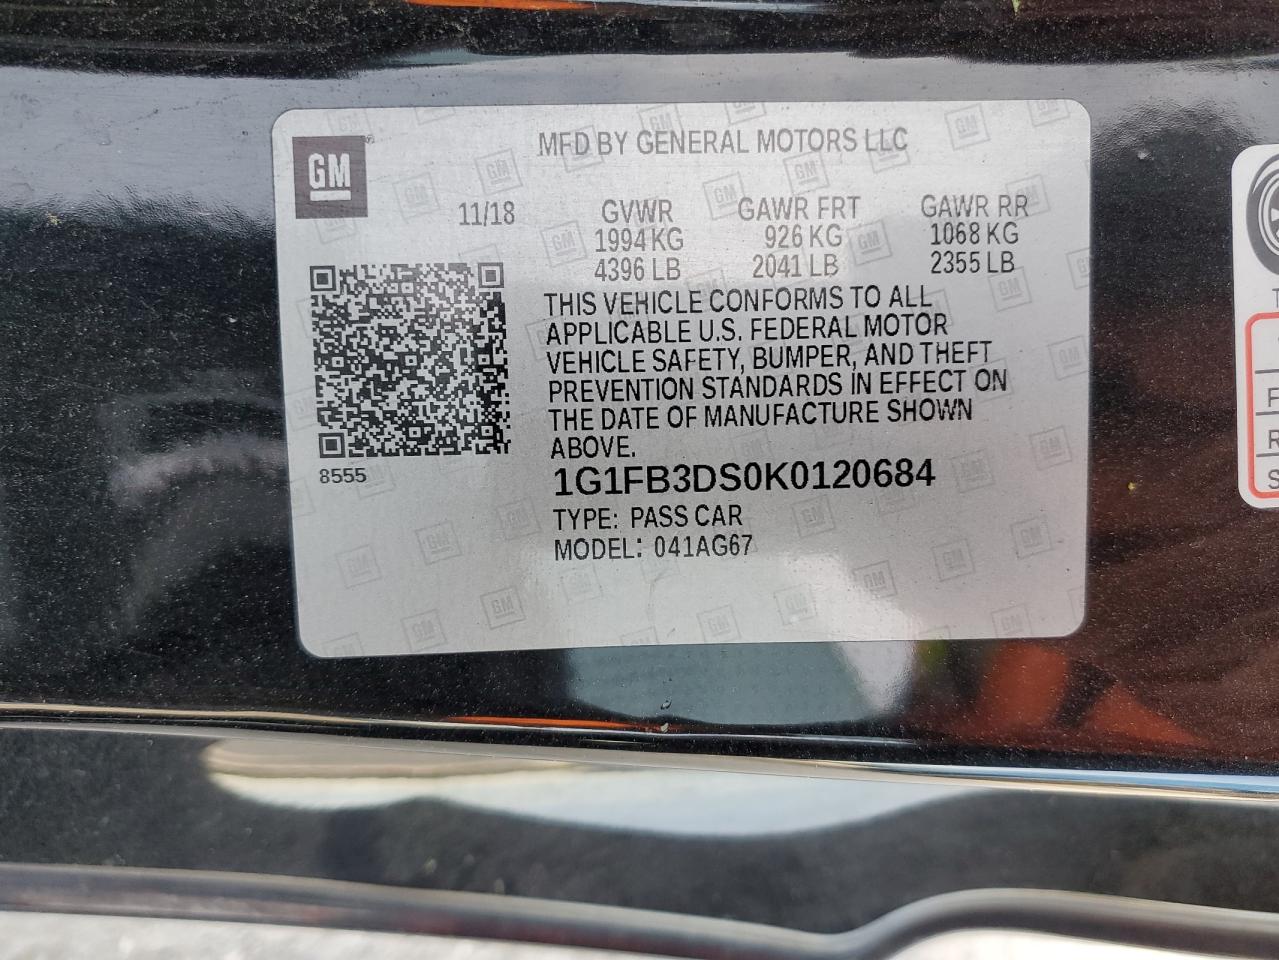 GM
MFD BY GENERAL MOTORS LLC
11/18
GVWR GAWR FRT GAWR RR
1994 KG 926 KG 1068 KG
4396 LB 2041 LB 2355 LB
THIS VEHICLE CONFORMS TO ALL
APPLICABLE U.S. FEDERAL MOTOR
VEHICLE SAFETY, BUMPER, AND THEFT
PREVENTION STANDARDS IN EFFECT ON
THE DATE OF MANUFACTURE SHOWN
ABOVE.
8555
1G1FB3DS0K0120684
TYPE: PASS CAR
MODEL: 041AG67